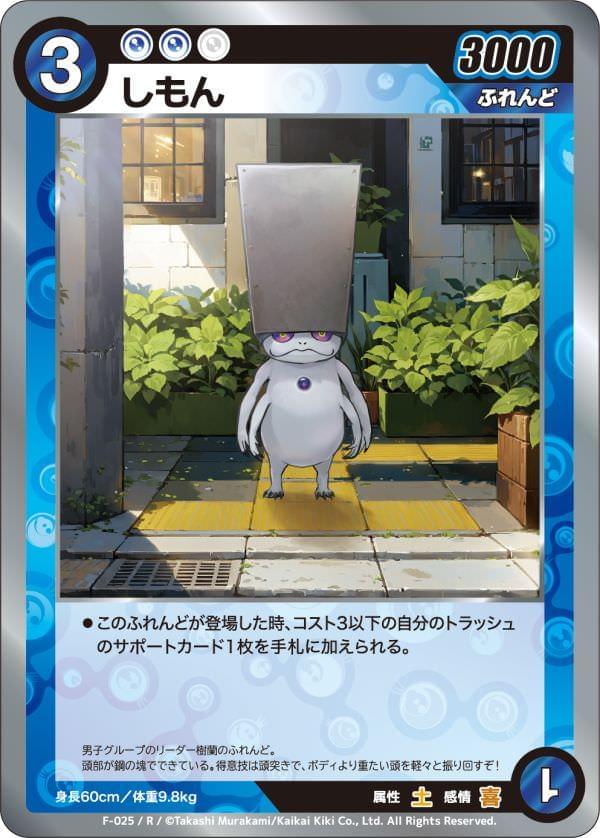 3
しもん
3000
ふれんど
●このふれんどが登場した時、コスト3以下の自分のトラッシュ
のサポートカード1枚を手札に加えられる。
男子グループのリーダー樹蘭のふれんど。
頭部が鋼の塊でできている。得意技は頭突きで、ボディより重たい頭を軽々と振り回すぞ!
身長60cm/体重9.8kg
属性 土 感情 喜
1
F-025 / R / ©Takashi Murakami/Kaikai Kiki Co., Ltd. All Rights Reserved.